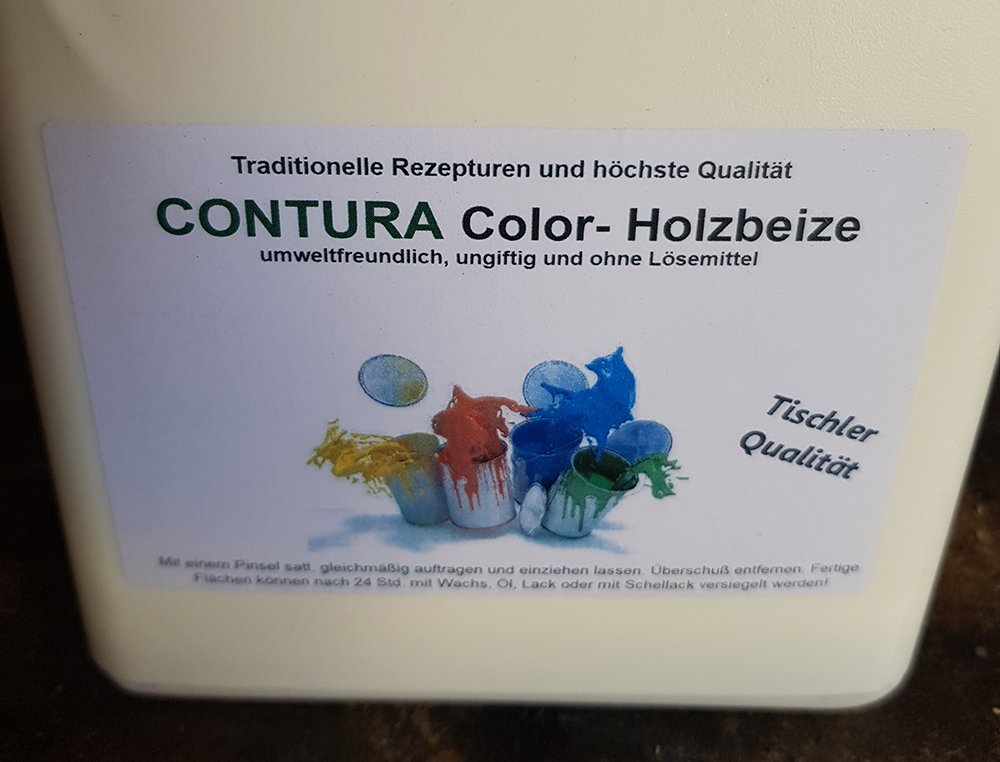 Traditionelle Rezepturen und höchste Qualität
CONTURA Color- Holzbeize
umweltfreundlich, ungiftig und ohne Lösemittel
Tischler
Qualität
Mit einem Pinsel satt, gleichmäßig auftragen und einziehen lassen. Überschuß entfernen. Fertige
Flächen können nach 24 Std. mit Wachs, Öl, Lack oder mit Schellack versiegelt werden!